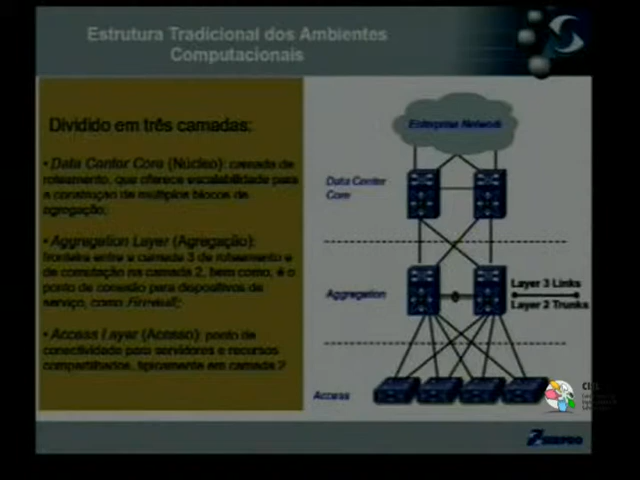 Estrutura Tradicional dos Ambientes
Computacionais
Dividido em três camadas:
• Data Center Core (Núcleo): camada de
roteamento, que oferece escalabilidade para
a construção de múltiplos blocos de
agregação;
• Aggregation Layer (Agregação):
fronteira entre a camada 3 de roteamento e
de comutação na camada 2, bem como, é o
ponto de conexão para dispositivos de
serviço, como Firewall;
• Access Layer (Acesso): ponto de
conectividade para servidores e recursos
compartilhados, tipicamente em camada 2
Enterprise Network
Data Center
Core
Aggregation
Layer 3 Links
Layer 2 Trunks
Access
SERPRO